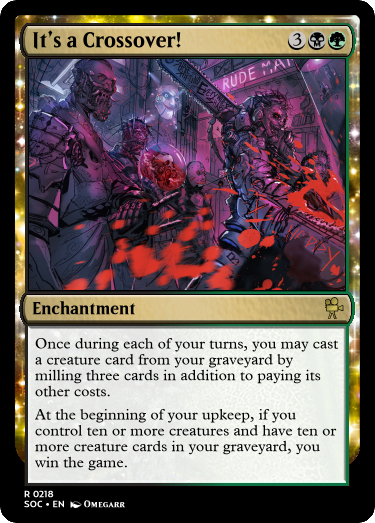 It's a Crossover! 3
RUDE MA
Enchantment
Once during each of your turns, you may cast
a creature card from your graveyard by
milling three cards in addition to paying its
other costs.
At the beginning of your upkeep, if you
control ten or more creatures and have ten or
more creature cards in your graveyard, you
win the game.
R 0218
SOC • EN Omegarr